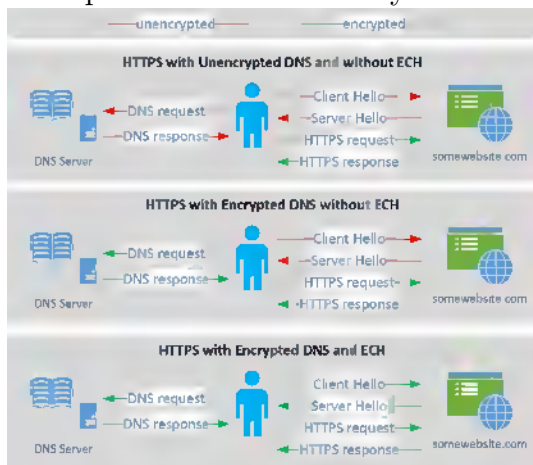 unencrypted encrypted
HTTPS with Unencrypted DNS and without ECH
DNS request
DNS response
DNS Server
Client Hello
Server Hello
HTTPS request
HTTPS response
somewebsite.com
HTTPS with Encrypted DNS without ECH
DNS request
DNS response
DNS Server
Client Hello
Server Hello
HTTPS request
HTTPS response
somewebsite.com
HTTPS with Encrypted DNS and ECH
DNS request
DNS response
DNS Server
Client Hello
Server Hello
HTTPS request
HTTPS response
somewebsite.com